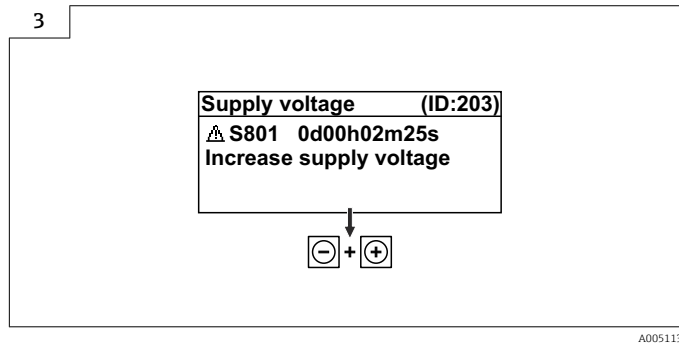 3
Supply voltage (ID:203)
⚠ S801 0d00h02m25s
Increase supply voltage
- + +